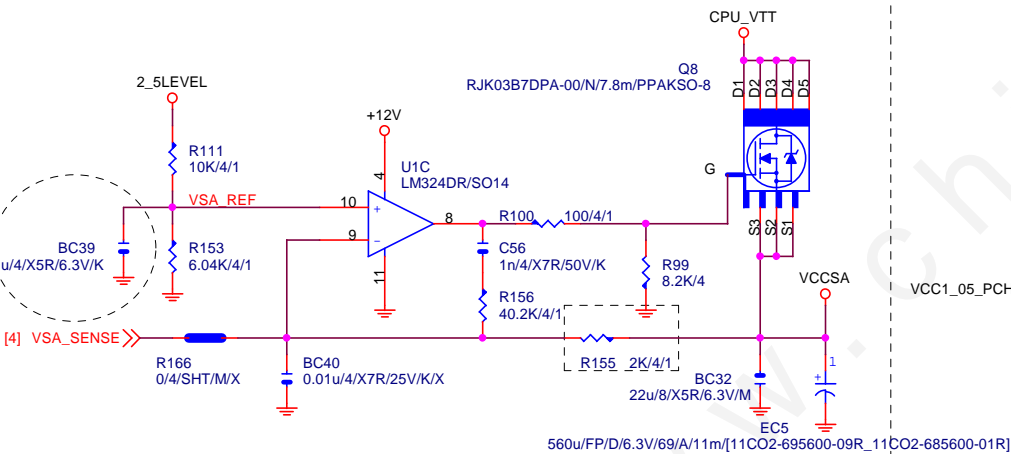 CPU_VTT
Q8
RJK03B7DPA-00/N/7.8m/PPAKSO-8
D1
D2
D3
D4
D5
2_5LEVEL
+12V
R111
10K/4/1
U1C
LM324DR/SO14
4
G
VSA_REF
10
+
8
R100
100/4/1
9
-
BC39
u/4/X5R/6.3V/K
R153
6.04K/4/1
C56
1n/4/X7R/50V/K
R99
8.2K/4
S3
S2
S1
11
R156
40.2K/4/1
VCCSA
VCC1_05_PCH
[4] VSA_SENSE
R166
0/4/SHT/M/X
BC40
0.01u/4/X7R/25V/K/X
R155 2K/4/1
BC32
22u/8/X5R/6.3V/M
1
+
EC5
560u/FP/D/6.3V/69/A/11m/[11CO2-695600-09R_11CO2-685600-01R]
w.chi